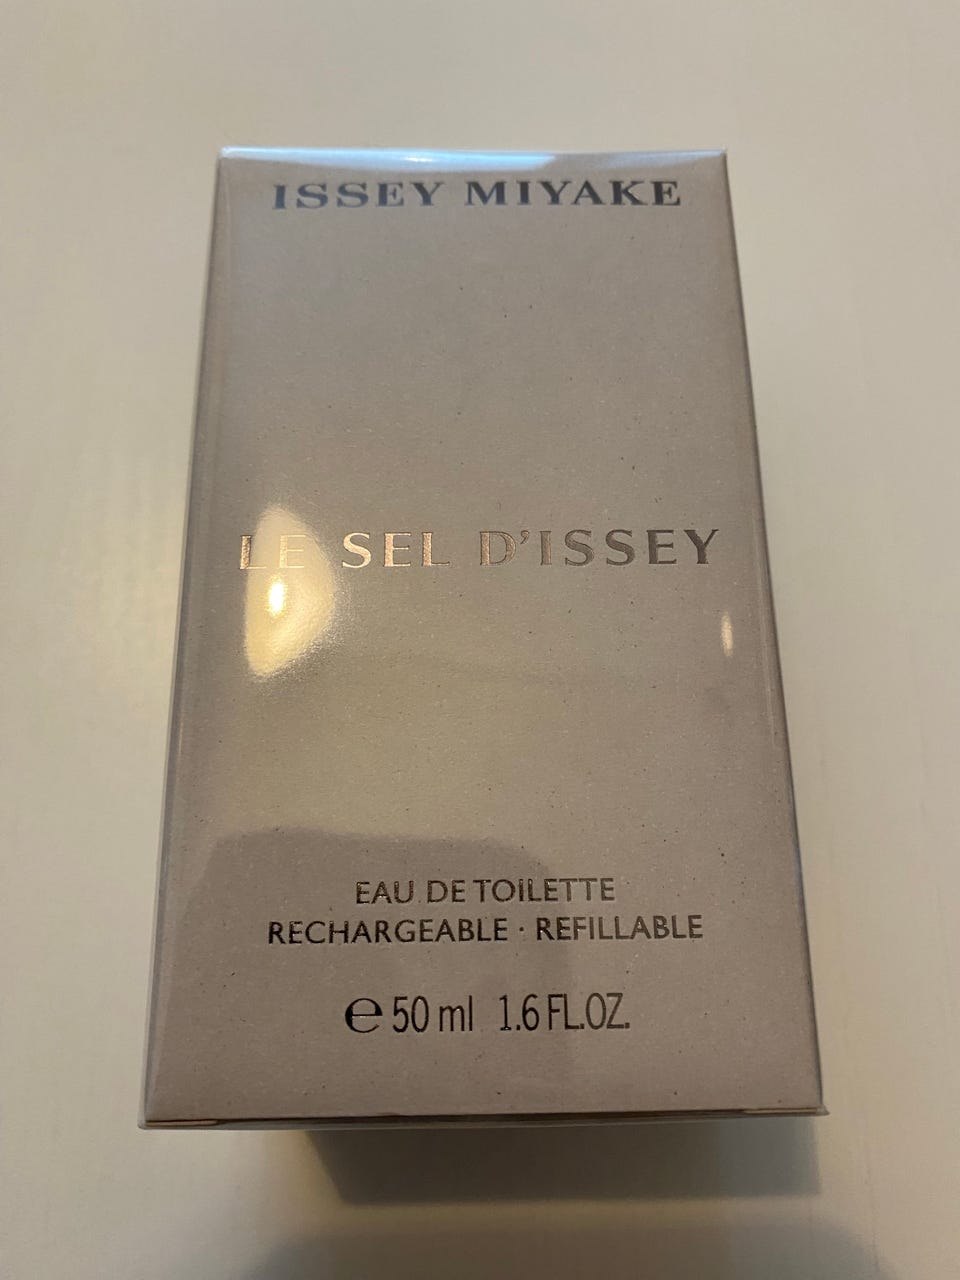 ISSEY MIYAKE
LE SEL D'ISSEY
EAU DE TOILETTE
RECHARGEABLE · REFILLABLE
℮ 50 ml 1.6 FL.OZ.